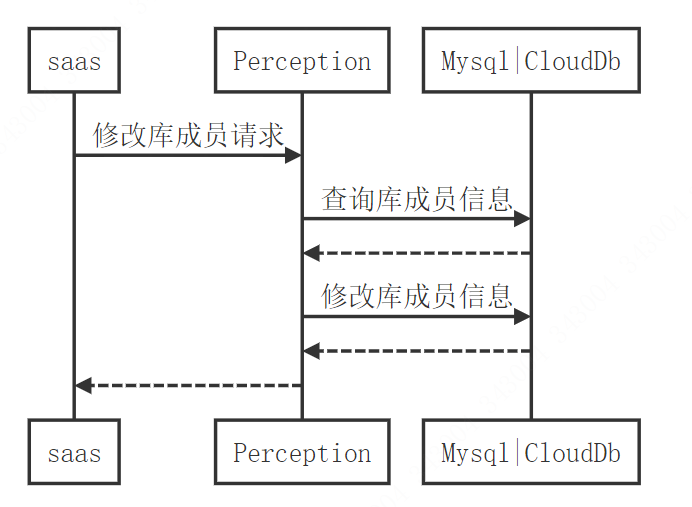 saas
Perception
Mysql|CloudDb
修改库成员请求
查询库成员信息
修改库成员信息
saas
Perception
Mysql|CloudDb